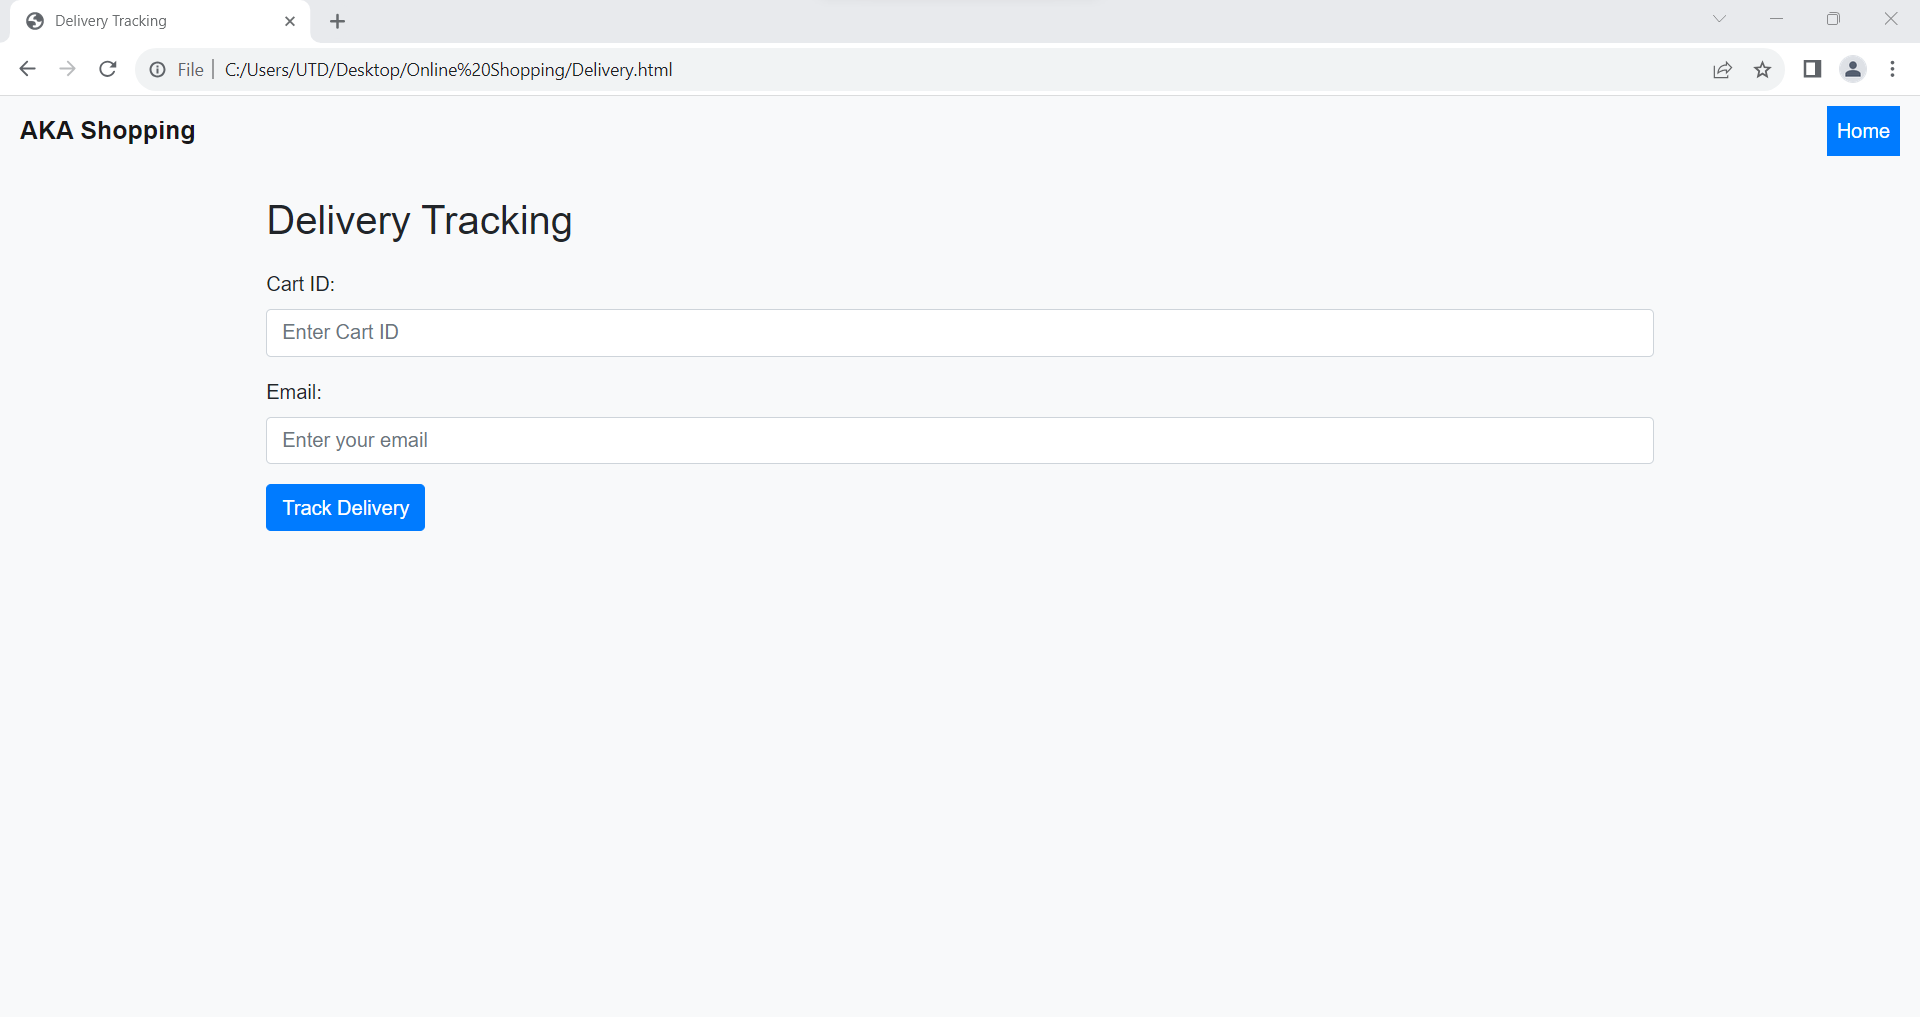 Delivery Tracking
File C:/Users/UTD/Desktop/Online%20Shopping/Delivery.html
AKA Shopping
Home
Delivery Tracking
Cart ID:
Enter Cart ID
Email:
Enter your email
Track Delivery